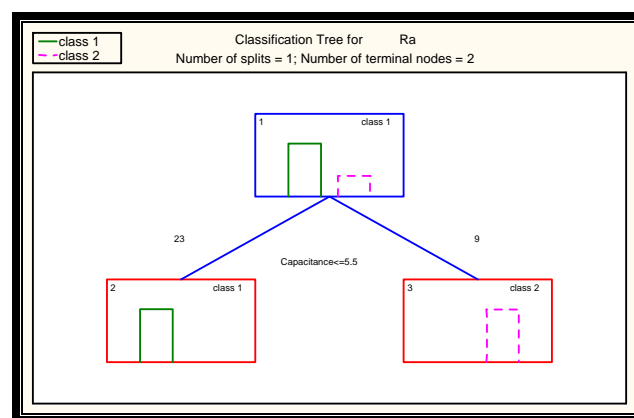 class 1
class 2
Classification Tree for Ra
Number of splits = 1; Number of terminal nodes = 2
1 class 1
23
9
Capacitance<=5.5
2 class 1
3 class 2